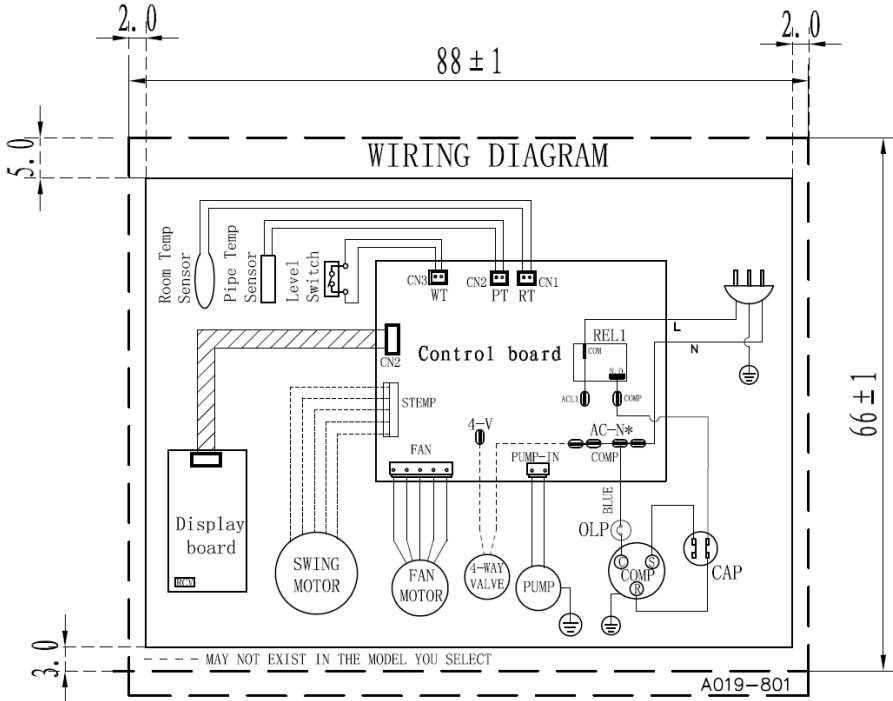 2.0
2.0
88±1
5.0
WIRING DIAGRAM
Room Temp
Sensor
Pipe Temp
Sensor
Level
Switch
CN3
WT
CN2
PT
RT
CN1
L
N
REL1
COM
N.O
Control board
CN2
ACL1
COMP
STEMP
66±1
4-V
AC-N*
FAN
PUMP-IN
COMP
BLUE
Display
board
RCV
OLP
SWING
MOTOR
FAN
MOTOR
4-WAY
VALVE
PUMP
C
S
COMP
R
CAP
3.0
MAY NOT EXIST IN THE MODEL YOU SELECT
A019-801